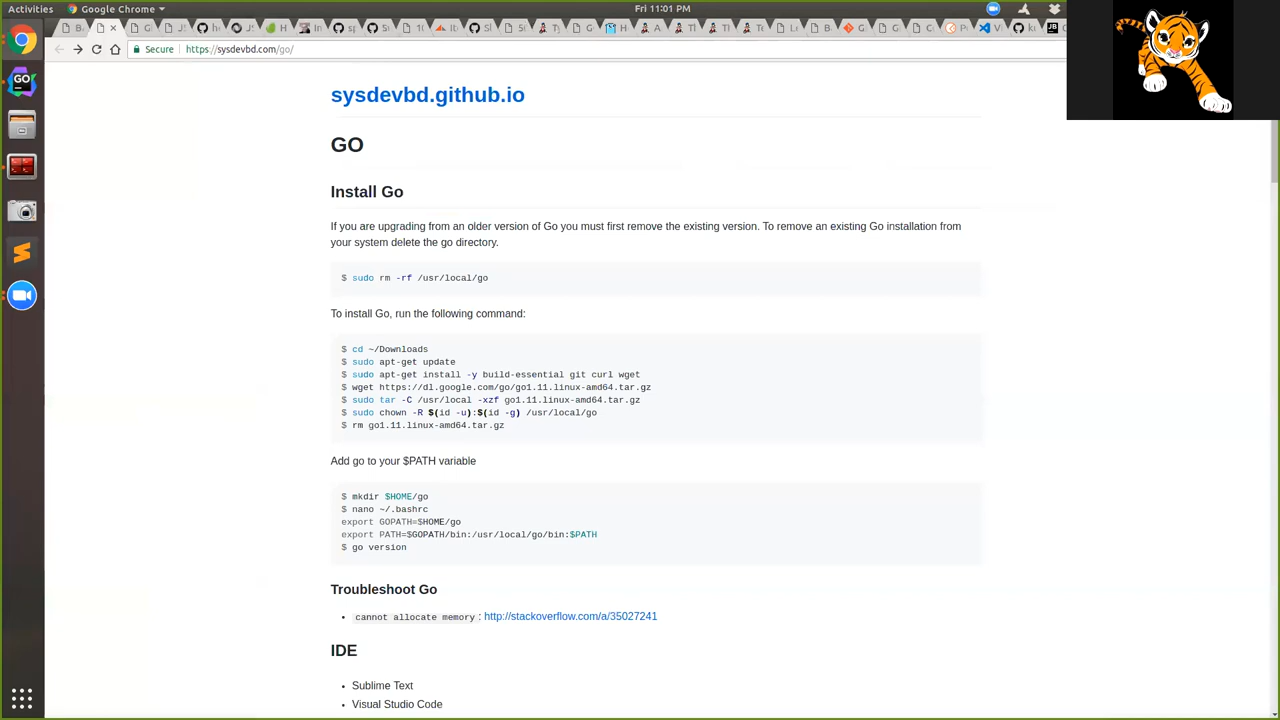 Activities
Google Chrome
Fri 11:01 PM
Secure
https://sysdevbd.com/go/
sysdevbd.github.io
GO
Install Go
If you are upgrading from an older version of Go you must first remove the existing version. To remove an existing Go installation from
your system delete the go directory.
$ sudo rm -rf /usr/local/go
To install Go, run the following command:
$ cd ~/Downloads
$ sudo apt-get update
$ sudo apt-get install -y build-essential git curl wget
$ wget https://dl.google.com/go/go1.11.linux-amd64.tar.gz
$ sudo tar -C /usr/local -xzf go1.11.linux-amd64.tar.gz
$ sudo chown -R $(id -u):$(id -g) /usr/local/go
$ rm go1.11.linux-amd64.tar.gz
Add go to your $PATH variable
$ mkdir $HOME/go
$ nano ~/.bashrc
export GOPATH=$HOME/go
export PATH=$GOPATH/bin:/usr/local/go/bin:$PATH
$ go version
Troubleshoot Go
cannot allocate memory : http://stackoverflow.com/a/35027241
IDE
Sublime Text
Visual Studio Code